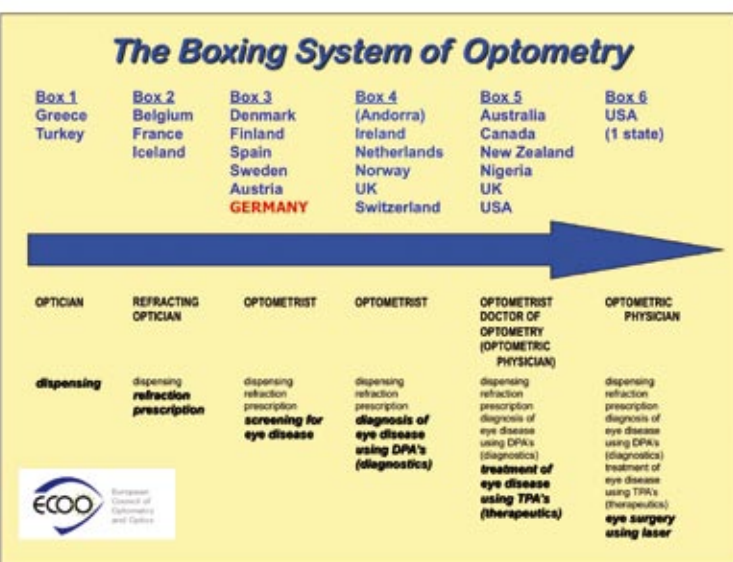 The Boxing System of Optometry
Box 1
Greece
Turkey
Box 2
Belgium
France
Iceland
Box 3
Denmark
Finland
Spain
Sweden
Austria
GERMANY
Box 4
(Andorra)
Ireland
Netherlands
Norway
UK
Switzerland
Box 5
Australia
Canada
New Zealand
Nigeria
UK
USA
Box 6
USA
(1 state)
OPTICIAN
REFRACTING
OPTICIAN
OPTOMETRIST
OPTOMETRIST
OPTOMETRIST
DOCTOR OF
OPTOMETRY
(OPTOMETRIC
PHYSICIAN)
OPTOMETRIC
PHYSICIAN
dispensing
dispensing
refraction
prescription
dispensing
refraction
prescription
screening for
eye disease
dispensing
refraction
prescription
diagnosis of
eye disease
using DPA's
(diagnostics)
dispensing
refraction
prescription
diagnosis of
eye disease
using DPA's
(diagnostics)
treatment of
eye disease
using TPA's
(therapeutics)
dispensing
refraction
prescription
diagnosis of
eye disease
using DPA's
(diagnostics)
treatment of
eye disease
using TPA's
(therapeutics)
eye surgery
using laser
ECOO
European
Council of
Optometry
and Optics